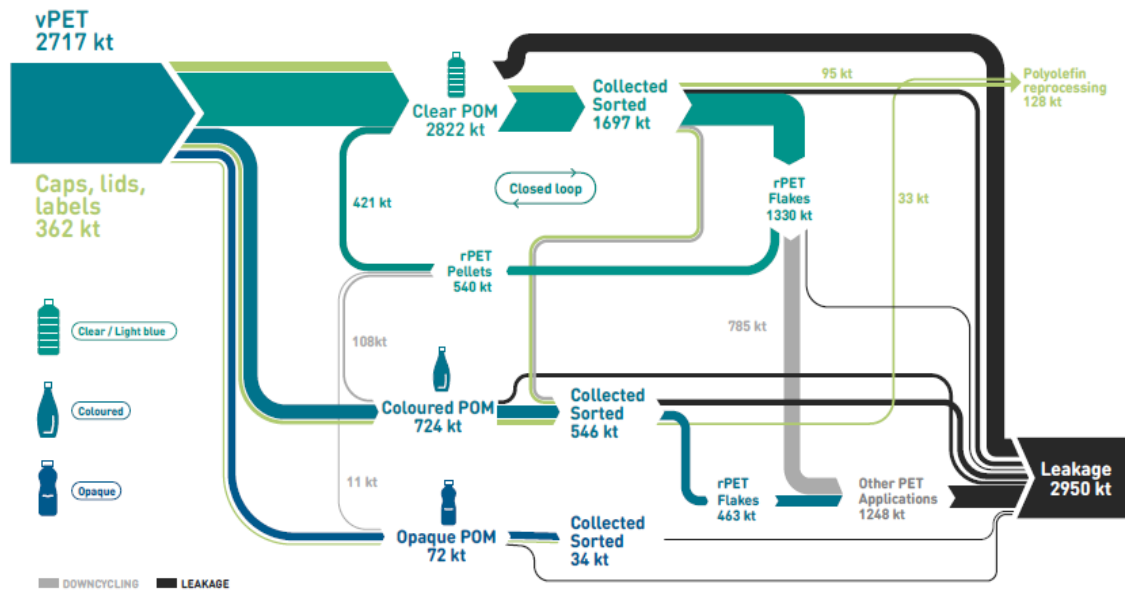 vPET
2717 kt
Caps, lids,
labels
362 kt
Clear POM
2822 kt
Collected
Sorted
1697 kt
95 kt
Polyolefin
reprocessing
128 kt
421 kt
Closed loop
rPET
Flakes
1330 kt
33 kt
rPET
Pellets
540 kt
Clear / Light blue
108kt
785 kt
Coloured
Coloured POM
724 kt
Collected
Sorted
546 kt
Opaque
11 kt
rPET
Flakes
463 kt
Other PET
Applications
1248 kt
Leakage
2950 kt
Opaque POM
72 kt
Collected
Sorted
34 kt
DOWNCYCLING
LEAKAGE